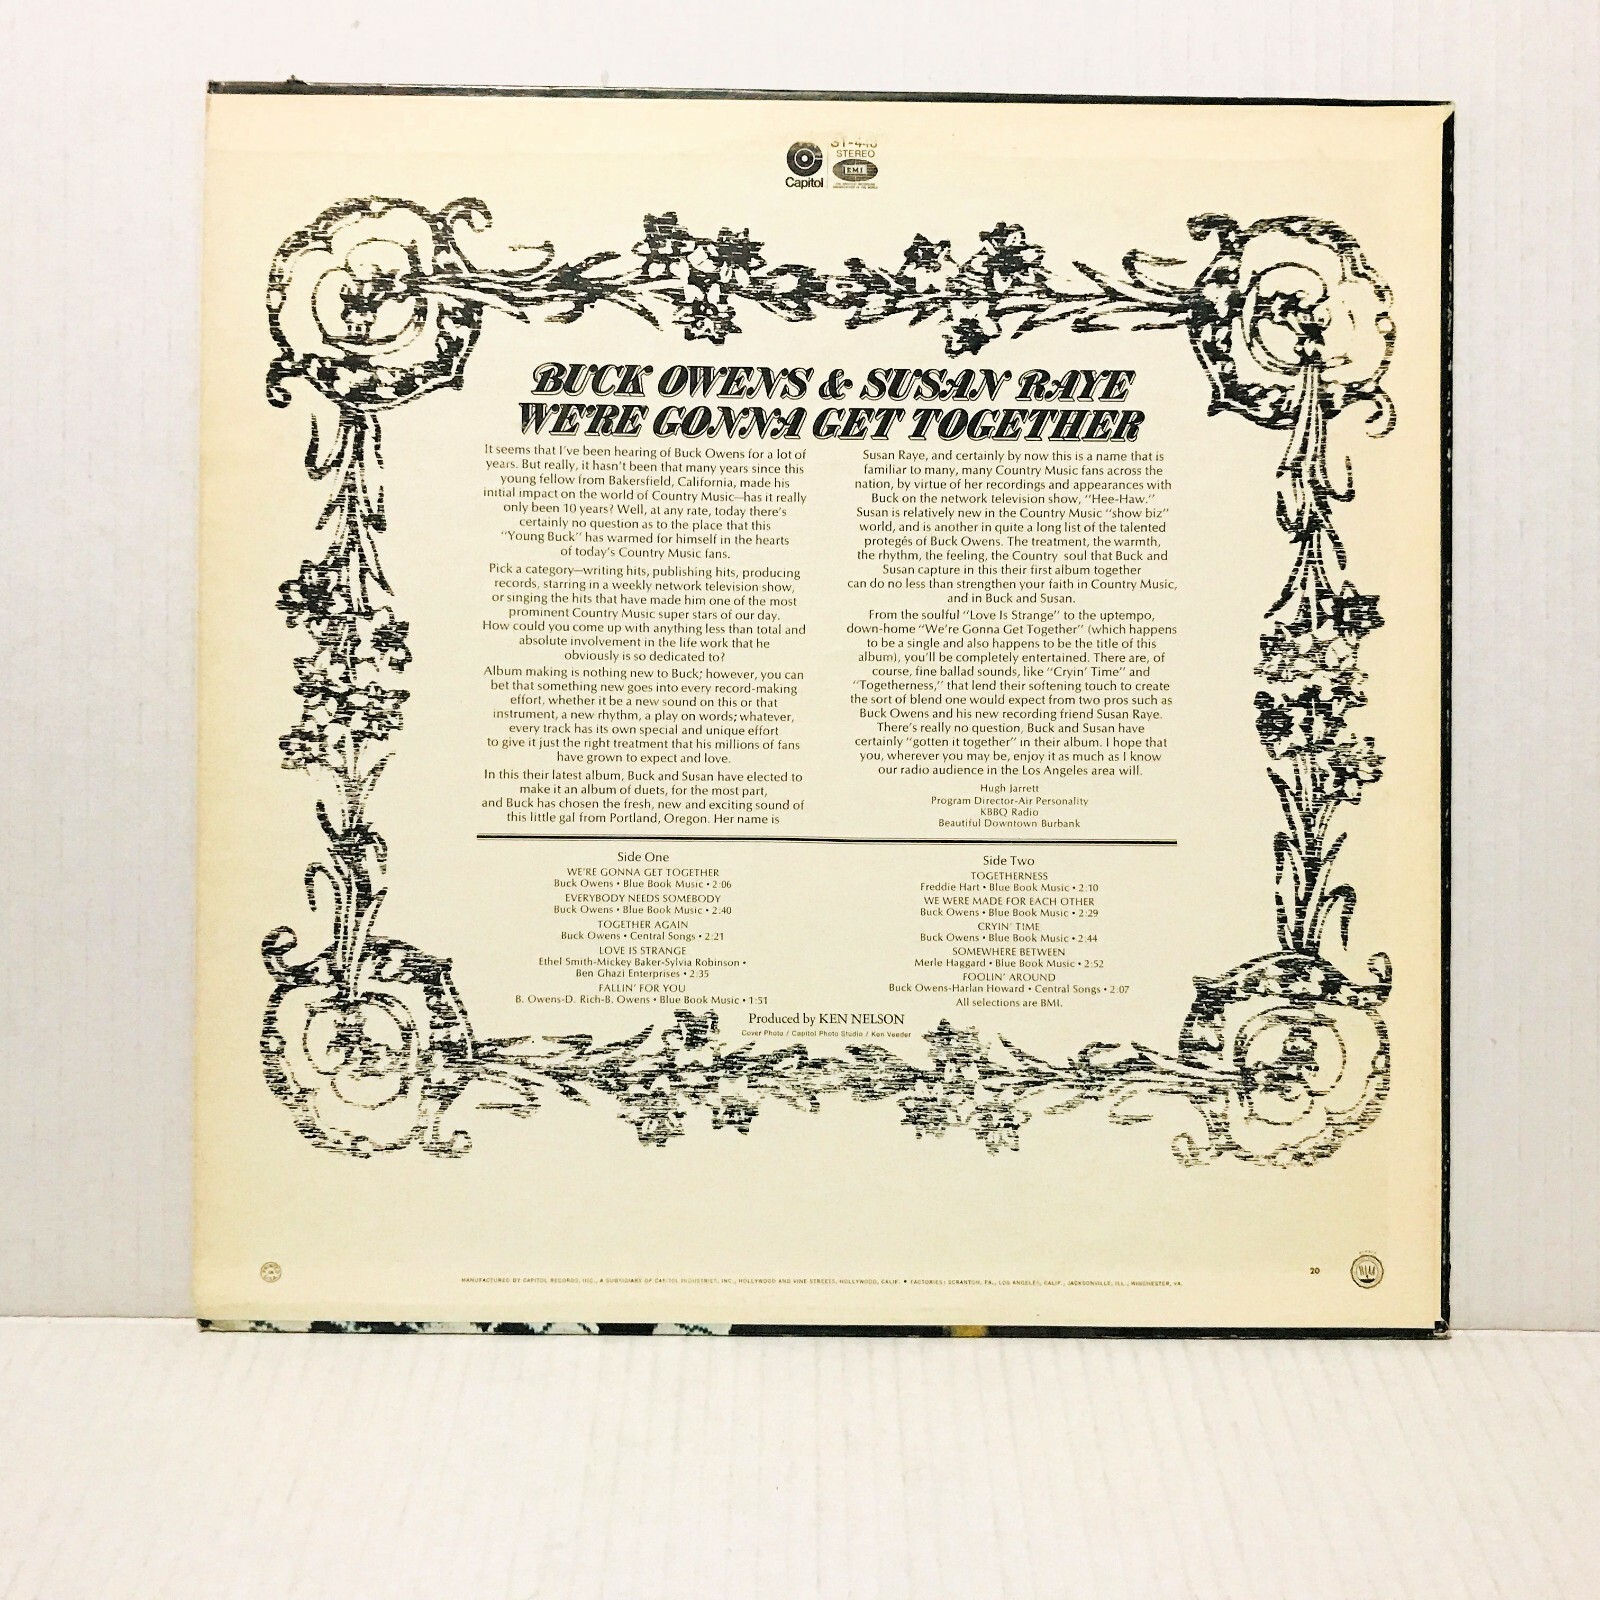 STEREO
EMI
Capitol
BUCK OWENS & SUSAN RAYE
WE'RE GONNA GET TOGETHER
It seems that I've been hearing of Buck Owens for a lot of
years. But really, it hasn't been that many years since this
young fellow from Bakersfield, California, made his
initial impact on the world of Country Music—has it really
only been 10 years? Well, at any rate, today there's
certainly no question as to the place that this
"Young Buck" has warmed for himself in the hearts
of today's Country Music fans.
Pick a category—writing hits, publishing hits, producing
records, starring in a weekly network television show,
or singing the hits that have made him one of the most
prominent Country Music super stars of our day.
How could you come up with anything less than total and
absolute involvement in the life work that he
obviously is so dedicated to?
Album making is nothing new to Buck; however, you can
bet that something new goes into every record-making
effort, whether it be a new sound on this or that
instrument, a new rhythm, a play on words; whatever,
every track has its own special and unique effort
to give it just the right treatment that his millions of fans
have grown to expect and love.
In this their latest album, Buck and Susan have elected to
make it an album of duets, for the most part,
and Buck has chosen the fresh, new and exciting sound of
this little gal from Portland, Oregon. Her name is
Susan Raye, and certainly by now this is a name that is
familiar to many, many Country Music fans across the
nation, by virtue of her recordings and appearances with
Buck on the network television show, "Hee-Haw."
Susan is relatively new in the Country Music "show biz"
world, and is another in quite a long list of the talented
protegés of Buck Owens. The treatment, the warmth,
the rhythm, the feeling, the Country soul that Buck and
Susan capture in this their first album together
can do no less than strengthen your faith in Country Music,
and in Buck and Susan.
From the soulful "Love Is Strange" to the uptempo,
down-home "We're Gonna Get Together" (which happens
to be a single and also happens to be the title of this
album), you'll be completely entertained. There are, of
course, fine ballad sounds, like "Cryin' Time" and
"Togetherness," that lend their softening touch to create
the sort of blend one would expect from two pros such as
Buck Owens and his new recording friend Susan Raye.
There's really no question, Buck and Susan have
certainly "gotten it together" in their album. I hope that
you, wherever you may be, enjoy it as much as I know
our radio audience in the Los Angeles area will.
Hugh Jarrett
Program Director-Air Personality
KBBQ Radio
Beautiful Downtown Burbank
Side One
WE'RE GONNA GET TOGETHER
Buck Owens • Blue Book Music • 2:06
EVERYBODY NEEDS SOMEBODY
Buck Owens • Blue Book Music • 2:40
TOGETHER AGAIN
Buck Owens • Central Songs • 2:21
LOVE IS STRANGE
Ethel Smith-Mickey Baker-Sylvia Robinson •
Ben Ghazi Enterprises • 2:35
FALLIN' FOR YOU
B. Owens-D. Rich-B. Owens • Blue Book Music • 1:51
Side Two
TOGETHERNESS
Freddie Hart • Blue Book Music • 2:10
WE WERE MADE FOR EACH OTHER
Buck Owens • Blue Book Music • 2:29
CRYIN' TIME
Buck Owens • Blue Book Music • 2:44
SOMEWHERE BETWEEN
Merle Haggard • Blue Book Music • 2:52
FOOLIN' AROUND
Buck Owens-Harlan Howard • Central Songs • 2:07
All selections are BMI.
Produced by KEN NELSON
Cover Photo / Capitol Photo Studio / Ken Veeder
MANUFACTURED BY CAPITOL RECORDS, INC., A SUBSIDIARY OF CAPITOL INDUSTRIES, INC., HOLLYWOOD AND VINE STREETS, HOLLYWOOD, CALIF. • FACTORIES: SCRANTON, PA., LOS ANGELES, CALIF., JACKSONVILLE, ILL., WINCHESTER, VA.
20